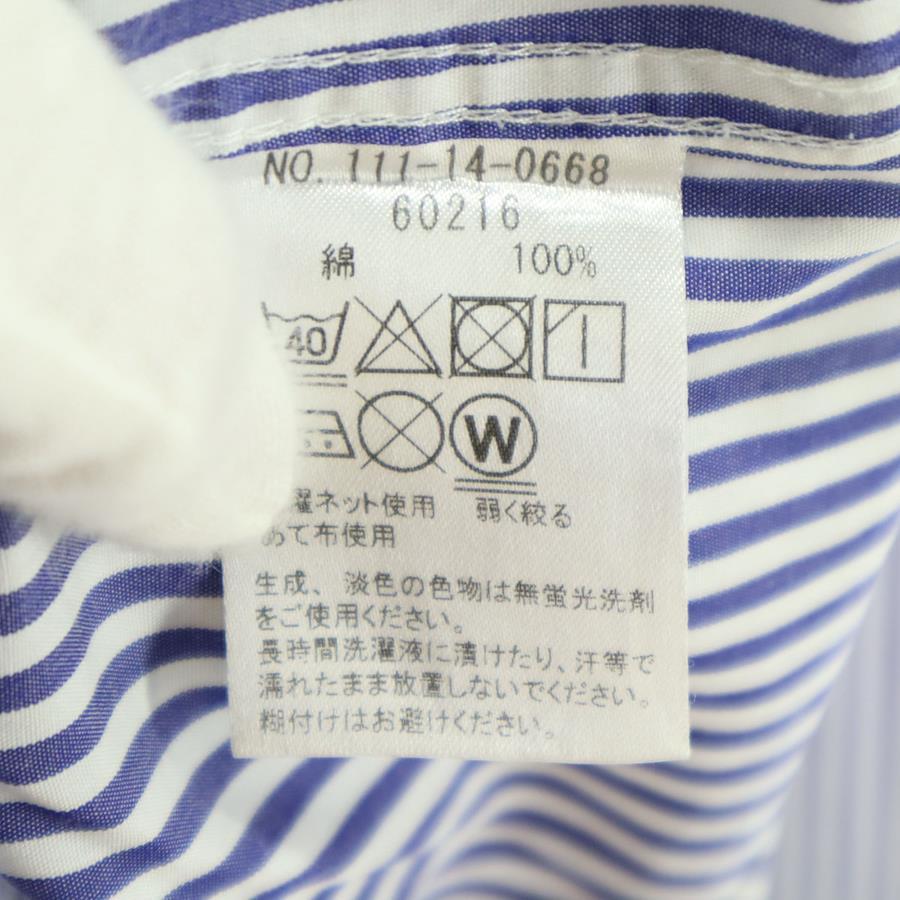 NO. 111-14-0668
60216
綿 100%
40
W
濯ネット使用 弱く絞る
あて布使用
生成、淡色の色物は無蛍光洗剤
をご使用ください。
長時間洗濯液に漬けたり、汗等で
濡れたまま放置しないでください。
糊付けはお避けください。